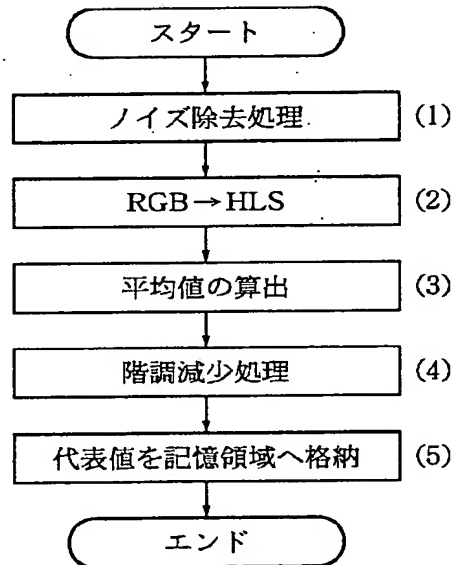 スタート
ノイズ除去処理 (1)
RGB→HLS (2)
平均値の算出 (3)
階調減少処理 (4)
代表値を記憶領域へ格納 (5)
エンド